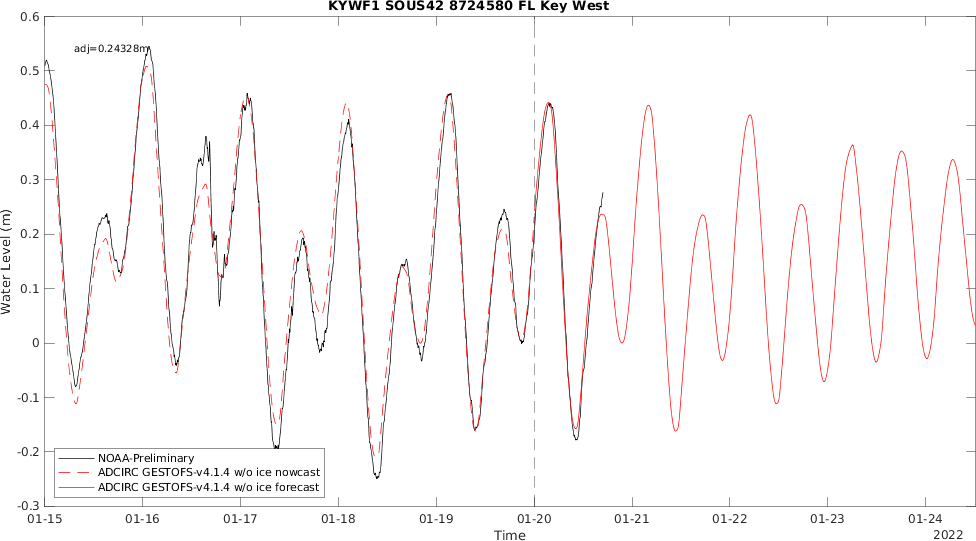 KYWF1 SOUS42 8724580 FL Key West
adj=0.24328m
Water Level (m)
0.6
0.5
0.4
0.3
0.2
0.1
0
-0.1
-0.2
-0.3
NOAA-Preliminary
ADCIRC GESTOFS-v4.1.4 w/o ice nowcast
ADCIRC GESTOFS-v4.1.4 w/o ice forecast
01-15 01-16 01-17 01-18 01-19 01-20 01-21 01-22 01-23 01-24
Time
2022